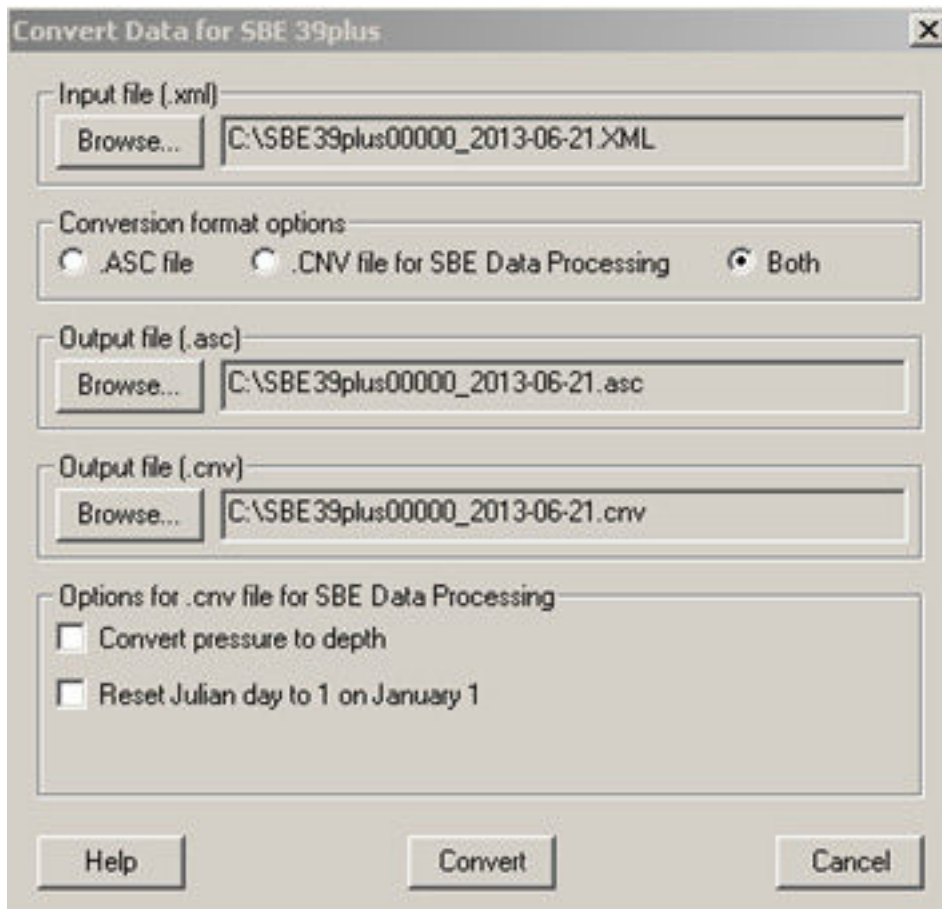 Convert Data for SBE 39plus
Input file (.xml)
Browse... C:\SBE39plus00000_2013-06-21.XML
Conversion format options
.ASC file .CNV file for SBE Data Processing Both
Output file (.asc)
Browse... C:\SBE39plus00000_2013-06-21.asc
Output file (.cnv)
Browse... C:\SBE39plus00000_2013-06-21.cnv
Options for .cnv file for SBE Data Processing
Convert pressure to depth
Reset Julian day to 1 on January 1
Help Convert Cancel